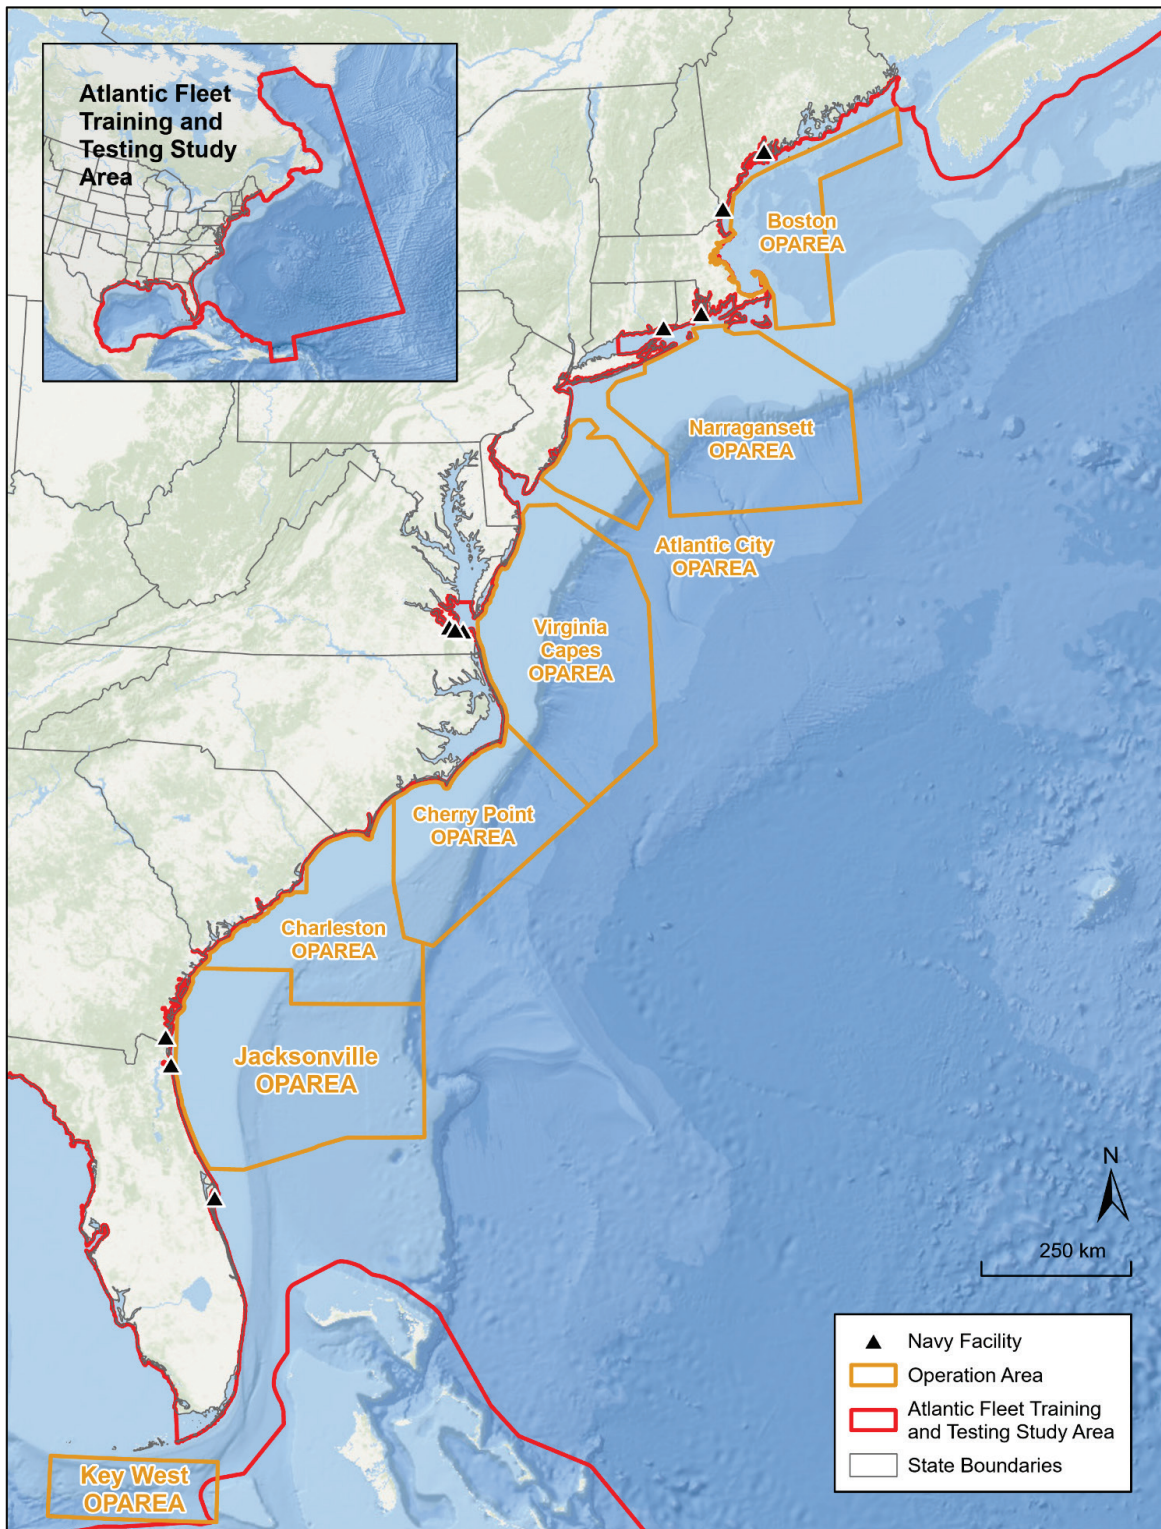 Atlantic Fleet
Training and
Testing Study
Area
Boston
OPAREA
Narragansett
OPAREA
Atlantic City
OPAREA
Virginia
Capes
OPAREA
Cherry Point
OPAREA
Charleston
OPAREA
Jacksonville
OPAREA
Key West
OPAREA
N
250 km
Navy Facility
Operation Area
Atlantic Fleet Training
and Testing Study Area
State Boundaries